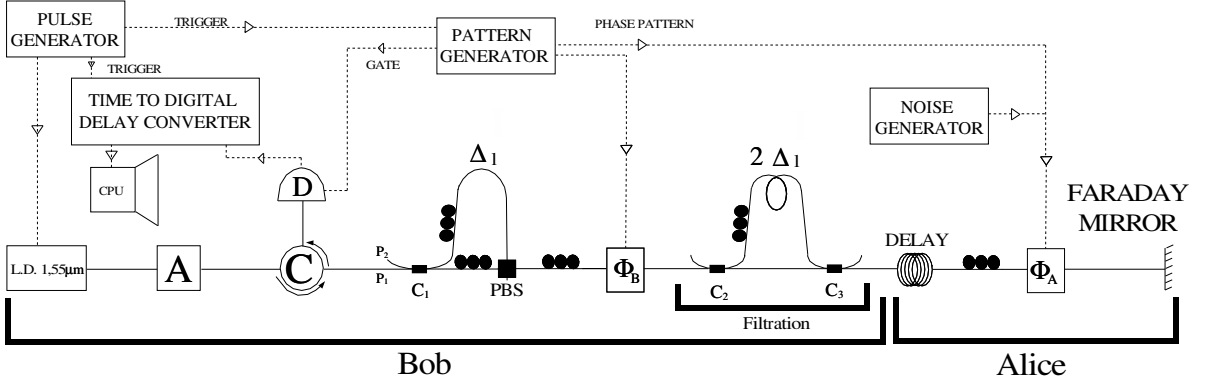 PULSE
GENERATOR
TRIGGER
PATTERN
GENERATOR
PHASE PATTERN
GATE
TRIGGER
TIME TO DIGITAL
DELAY CONVERTER
NOISE
GENERATOR
CPU
D
Δ1
2 Δ1
FARADAY
MIRROR
L.D. 1,55μm
A
C
P2
P1
C1
PBS
ΦB
C2
C3
DELAY
ΦA
Filtration
Bob
Alice